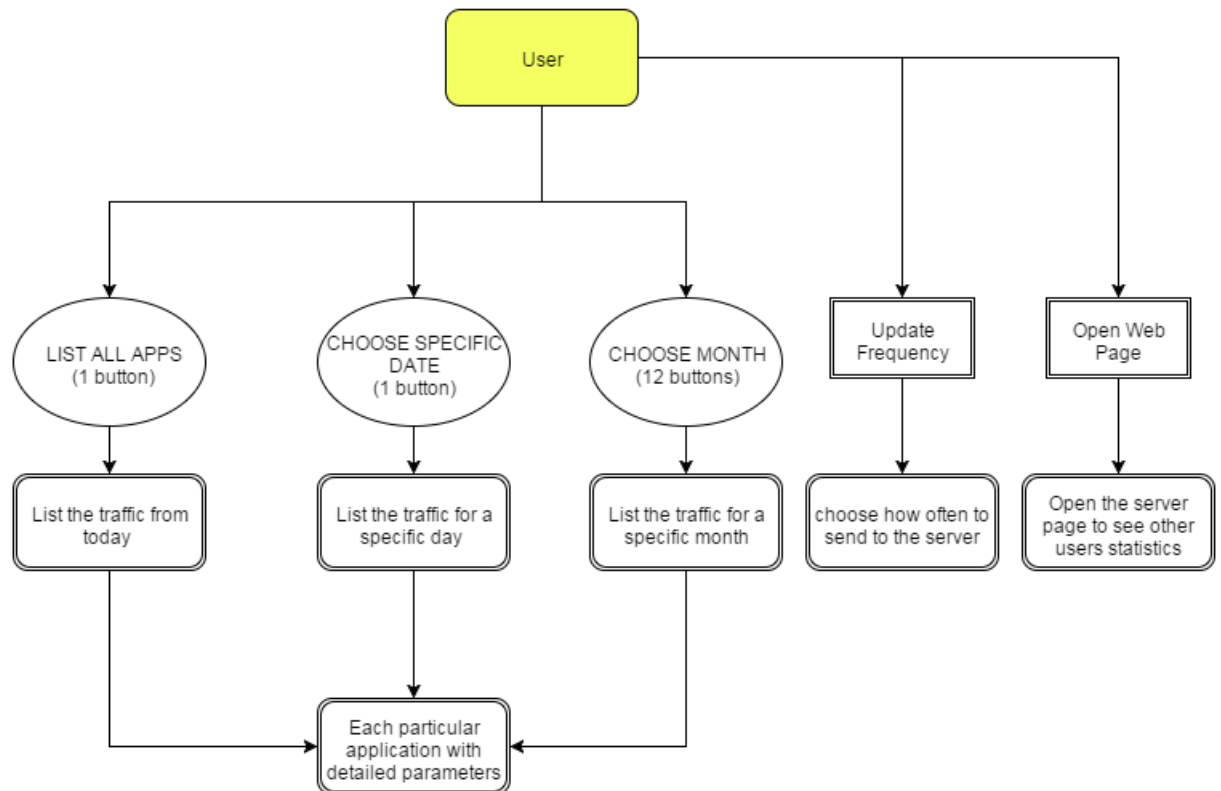 User
LIST ALL APPS
(1 button)
CHOOSE SPECIFIC
DATE
(1 button)
CHOOSE MONTH
(12 buttons)
Update
Frequency
Open Web
Page
List the traffic from
today
List the traffic for a
specific day
List the traffic for a
specific month
choose how often to
send to the server
Open the server
page to see other
users statistics
Each particular
application with
detailed parameters